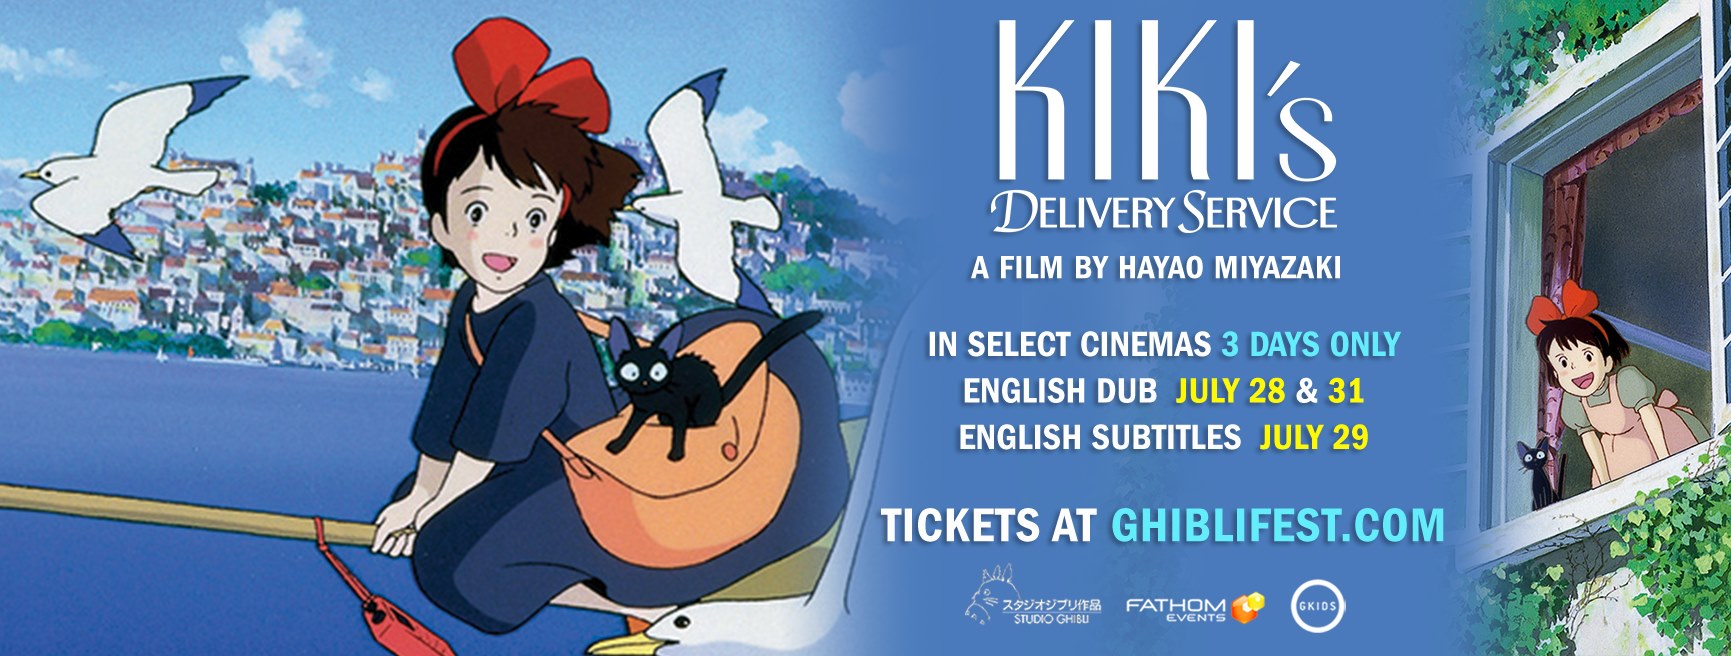 KIKI's
DELIVERY SERVICE
A FILM BY HAYAO MIYAZAKI
IN SELECT CINEMAS 3 DAYS ONLY
ENGLISH DUB JULY 28 & 31
ENGLISH SUBTITLES JULY 29
TICKETS AT GHIBLIFEST.COM
スタジオジブリ作品
STUDIO GHIBLI
FATHOM
EVENTS
GKIDS